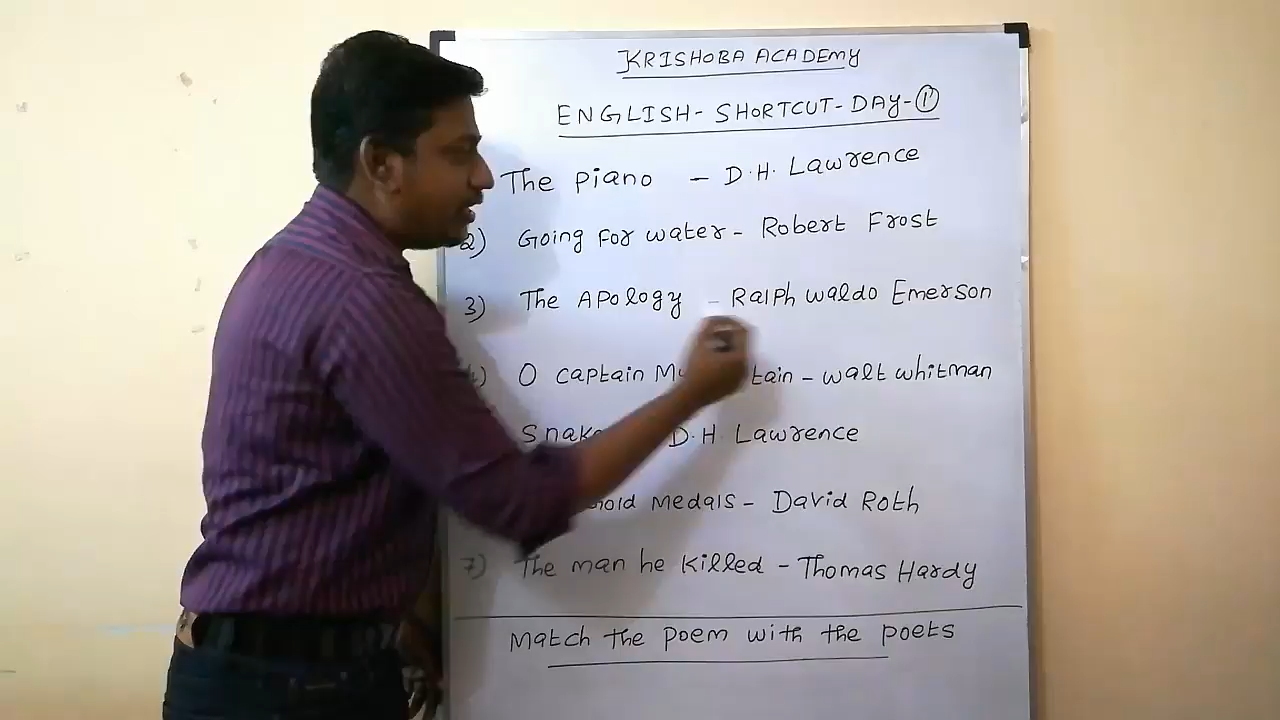 KRISHOBA ACADEMY
ENGLISH- SHORTCUT- DAY- 1
The piano - D.H. Lawrence
2) Going for water - Robert Frost
3) The Apology - Ralph waldo Emerson
O captain - walt whitman
D.H. Lawrence
medals - David Roth
7) The man he killed - Thomas Hardy
Match the poem with the poets